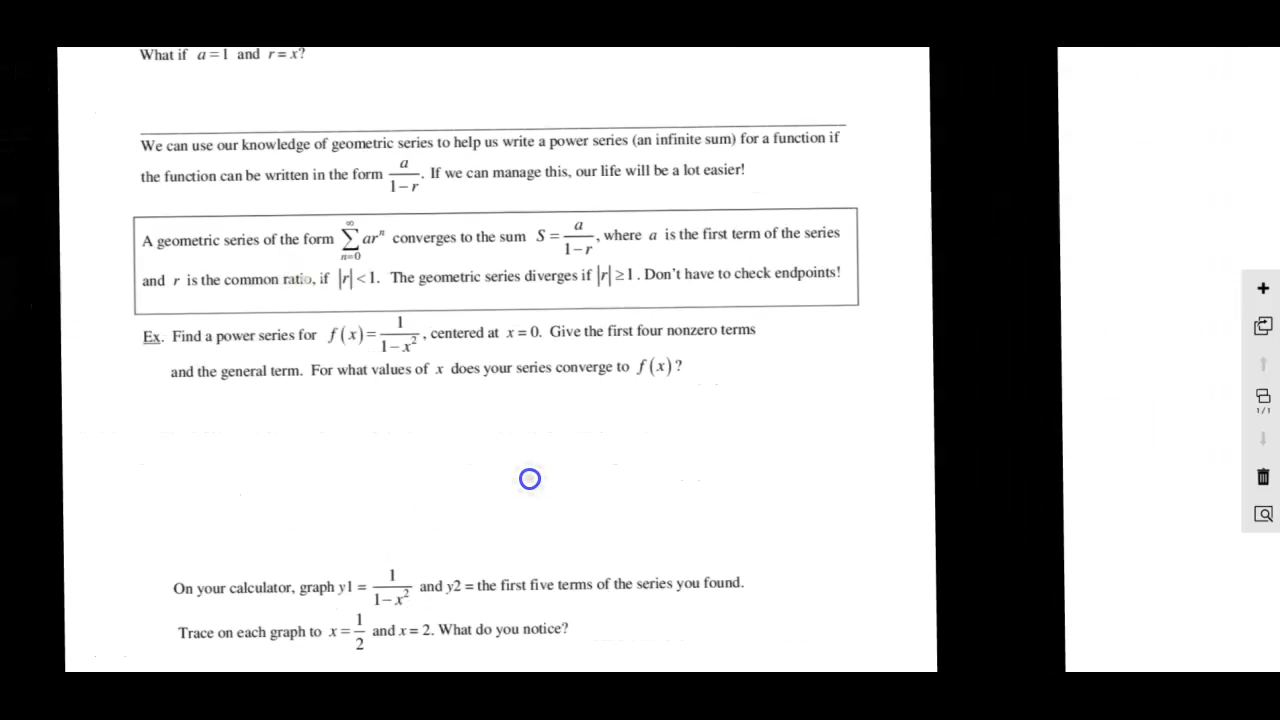 What if a = 1 and r = x?
We can use our knowledge of geometric series to help us write a power series (an infinite sum) for a function if
the function can be written in the form a/(1−r). If we can manage this, our life will be a lot easier!
A geometric series of the form ∑_{n=0}^{∞} ar^n converges to the sum S = a/(1−r), where a is the first term of the series
and r is the common ratio, if |r| < 1. The geometric series diverges if |r| ≥ 1. Don't have to check endpoints!
Ex. Find a power series for f(x) = 1/(1−x²), centered at x = 0. Give the first four nonzero terms
and the general term. For what values of x does your series converge to f(x)?
On your calculator, graph y1 = 1/(1−x²) and y2 = the first five terms of the series you found.
Trace on each graph to x = 1/2 and x = 2. What do you notice?
1/1